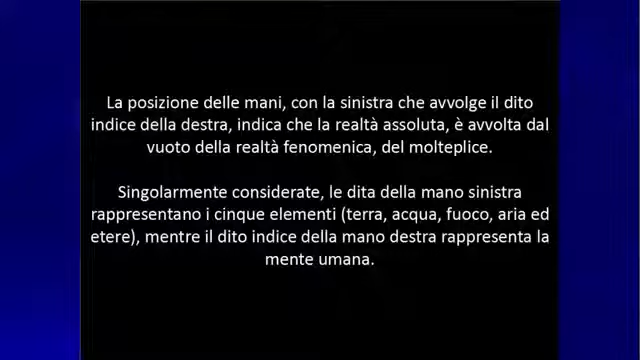 La posizione delle mani, con la sinistra che avvolge il dito
indice della destra, indica che la realtà assoluta, è avvolta dal
vuoto della realtà fenomenica, del molteplice.
Singolarmente considerate, le dita della mano sinistra
rappresentano i cinque elementi (terra, acqua, fuoco, aria ed
etere), mentre il dito indice della mano destra rappresenta la
mente umana.